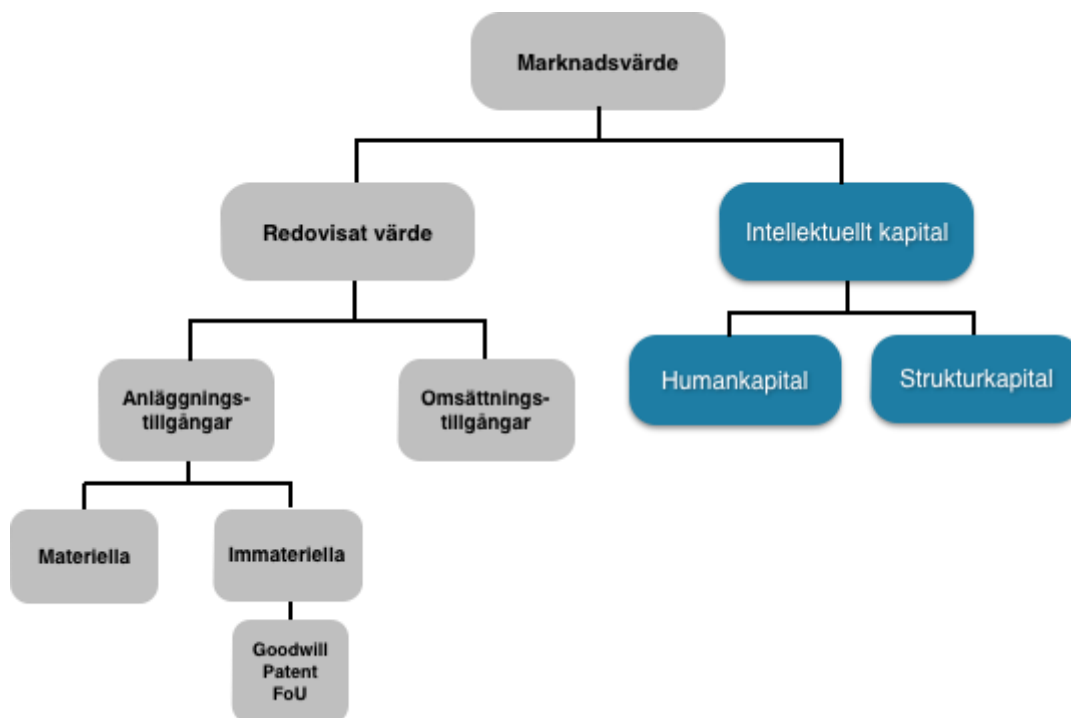 Marknadsvärde
Redovisat värde
Intellektuellt kapital
Anläggnings-
tillgångar
Omsättnings-
tillgångar
Humankapital
Strukturkapital
Materiella
Immateriella
Goodwill
Patent
FoU